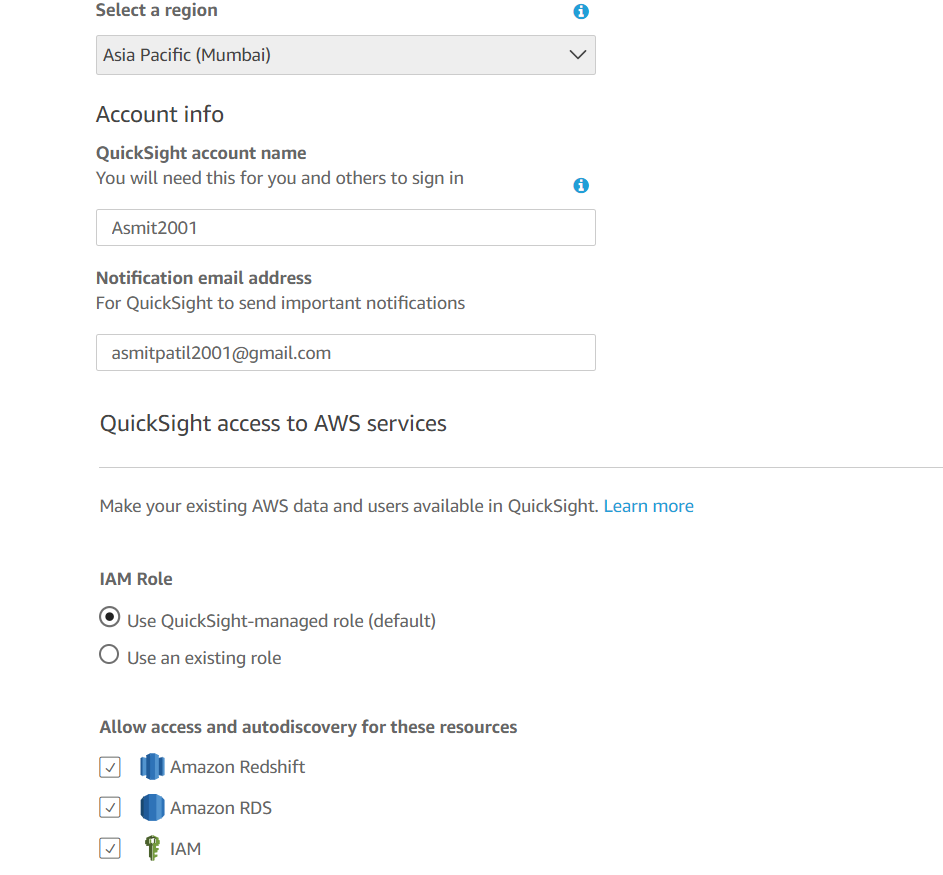 Select a region
Asia Pacific (Mumbai)
Account info
QuickSight account name
You will need this for you and others to sign in
Asmit2001
Notification email address
For QuickSight to send important notifications
asmitpatil2001@gmail.com
QuickSight access to AWS services
Make your existing AWS data and users available in QuickSight. Learn more
IAM Role
Use QuickSight-managed role (default)
Use an existing role
Allow access and autodiscovery for these resources
Amazon Redshift
Amazon RDS
IAM